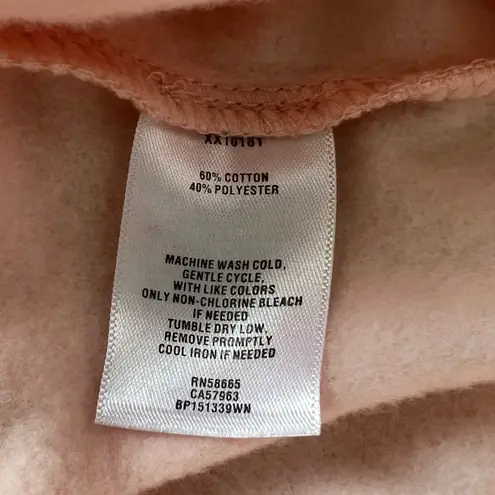 XX10181
60% COTTON
40% POLYESTER
MACHINE WASH COLD,
GENTLE CYCLE,
WITH LIKE COLORS
ONLY NON-CHLORINE BLEACH
IF NEEDED
TUMBLE DRY LOW,
REMOVE PROMPTLY
COOL IRON IF NEEDED
RN58665
CA57963
BP151339WN